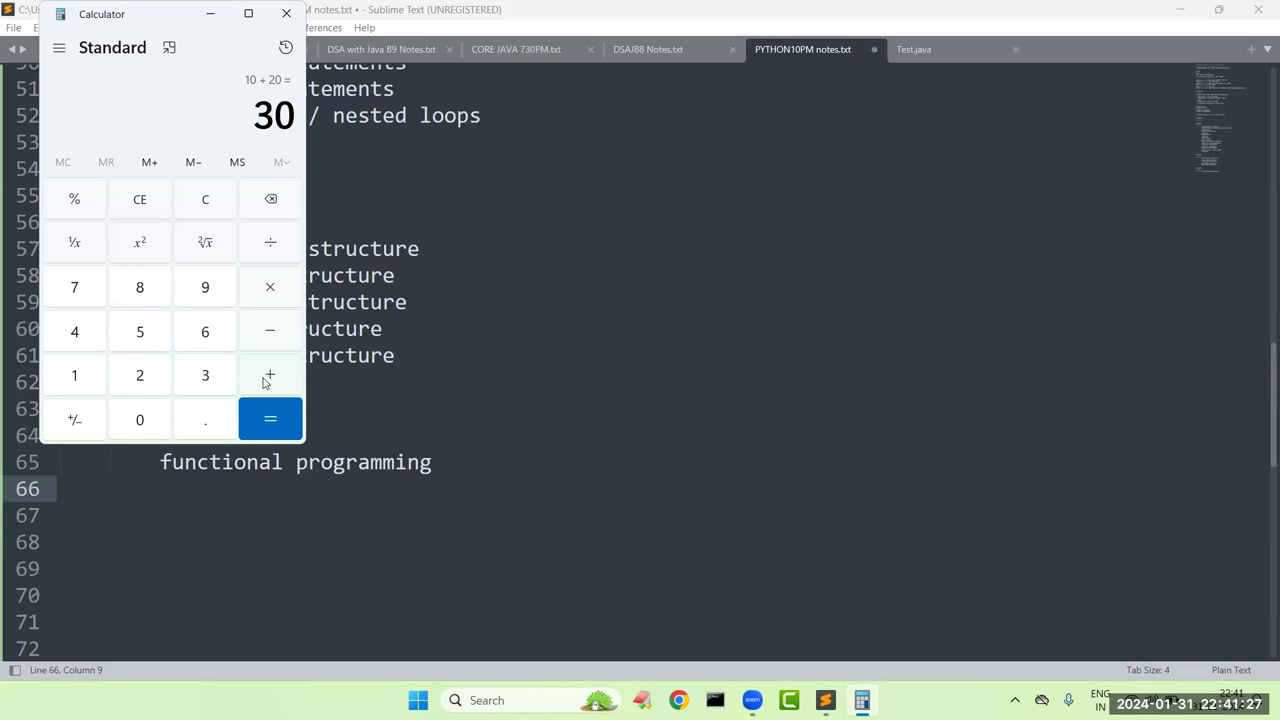 M notes.txt • - Sublime Text (UNREGISTERED)
Calculator
File
ferences Help
Standard
DSA with Java B9 Notes.txt CORE JAVA 730PM.txt DSAJB8 Notes.txt PYTHON10PM notes.txt Test.java
10 + 20 =
30
MC MR M+ M− MS M
% CE C
¹/x x² ²√x ÷
7 8 9 ×
4 5 6 −
1 2 3 +
+/− 0 . =
51 tements
52 / nested loops
53
54
55
56
57 structure
58 ructure
59 tructure
60 ucture
61 ructure
62
63
64
65 functional programming
66
67
68
69
70
71
72
Line 66, Column 9 Tab Size: 4 Plain Text
Search
zoom
ENG
IN
22:41
2024-01-31 22:41:27